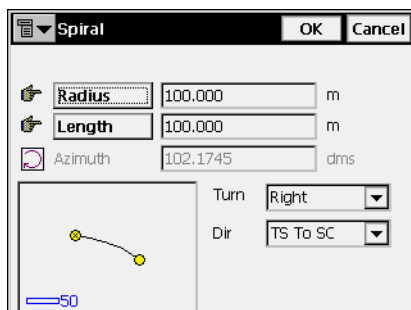 Spiral OK Cancel
Radius 100.000 m
Length 100.000 m
Azimuth 102.1745 dms
Turn Right
Dir TS To SC
50